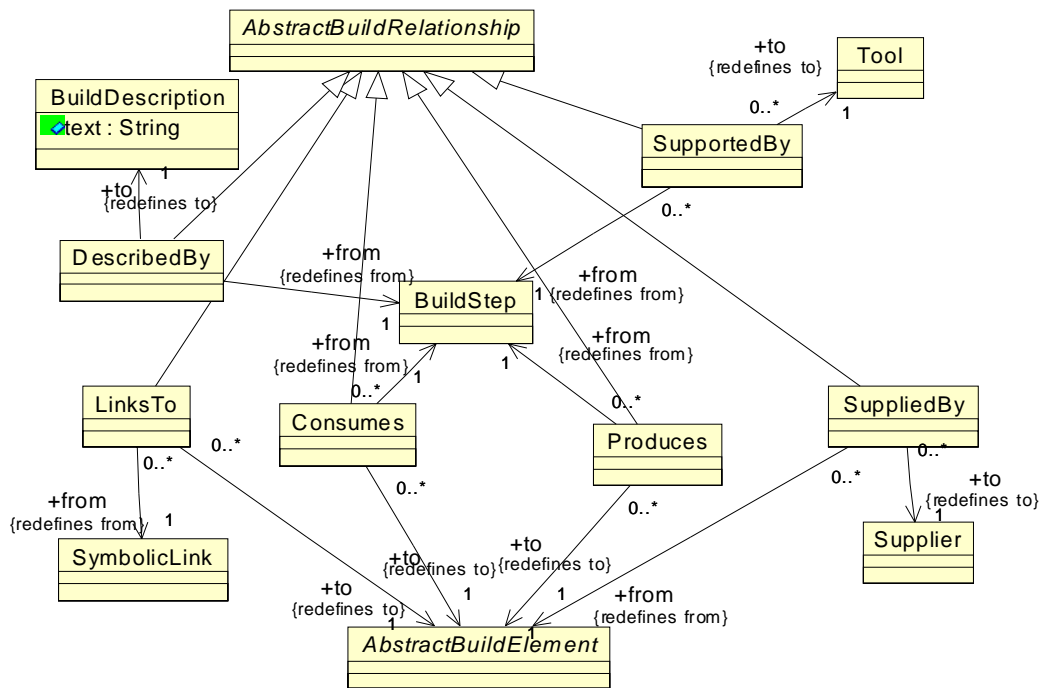 AbstractBuildRelationship
+to
{redefines to}
Tool
BuildDescription
text : String
0..*
1
SupportedBy
1
+to
{redefines to}
0..*
DescribedBy
+from
{redefines from}
+from
{redefines from}
BuildStep
1
1
+from
{redefines from}
+from
{redefines from}
1
1
0..*
0..*
LinksTo
Consumes
Produces
SuppliedBy
0..*
0..*
0..*
0..*
0..*
0..*
+from
{redefines from}
1
+to
{redefines to}
1
SymbolicLink
Supplier
+to
{redefines to}
+to
{redefines to}
+to
{redefines to}
1
1
+from
{redefines from}
1
1
AbstractBuildElement